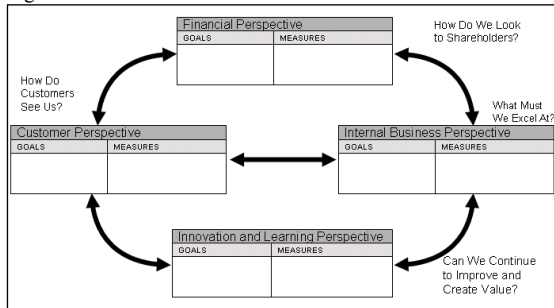 Financial Perspective
GOALS MEASURES
How Do We Look
to Shareholders?
How Do
Customers
See Us?
What Must
We Excel At?
Customer Perspective
GOALS MEASURES
Internal Business Perspective
GOALS MEASURES
Innovation and Learning Perspective
GOALS MEASURES
Can We Continue
to Improve and
Create Value?